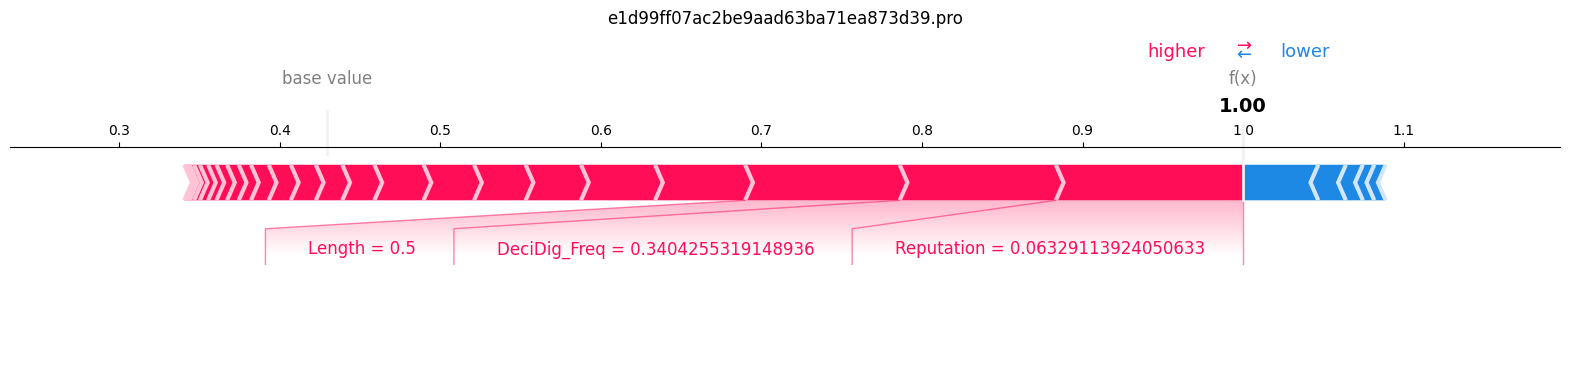 e1d99ff07ac2be9aad63ba71ea873d39.pro
higher → ← lower
base value f(x)
1.00
0.3 0.4 0.5 0.6 0.7 0.8 0.9 1.0 1.1
Length = 0.5 DeciDig_Freq = 0.3404255319148936 Reputation = 0.06329113924050633